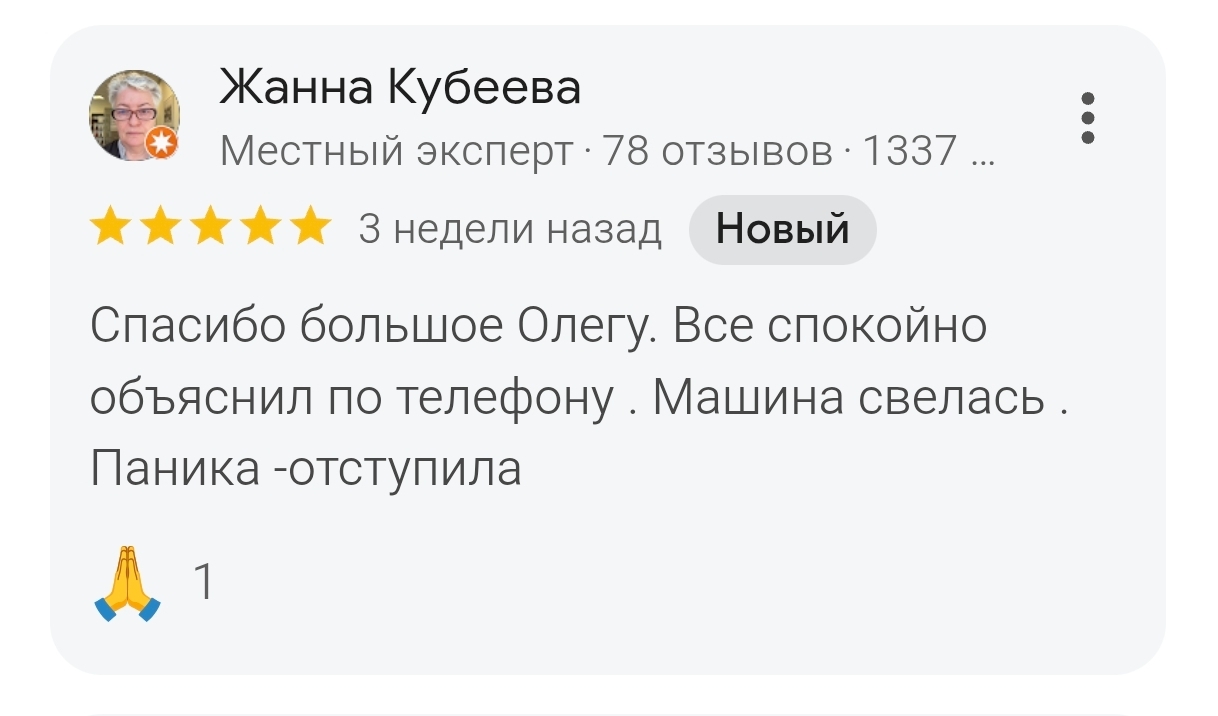 Жанна Кубеева
Местный эксперт · 78 отзывов · 1337 ...
3 недели назад Новый
Спасибо большое Олегу. Все спокойно
объяснил по телефону . Машина свелась .
Паника -отступила
1